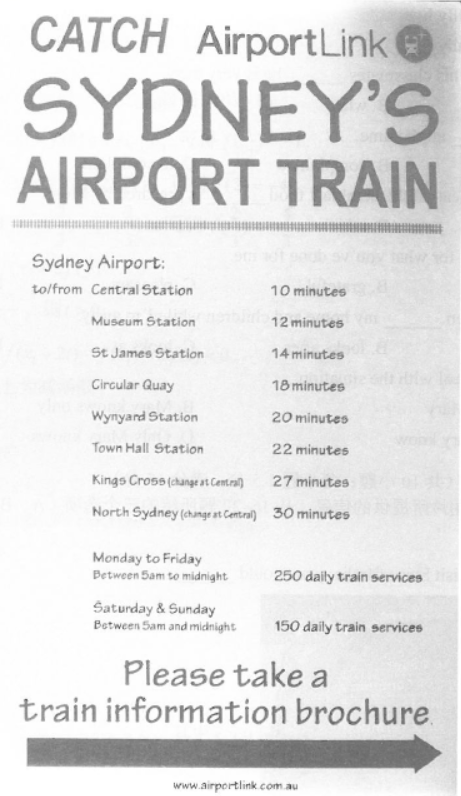 CATCH AirportLink
SYDNEY'S
AIRPORT TRAIN
Sydney Airport:
to/from Central Station 10 minutes
Museum Station 12 minutes
St James Station 14 minutes
Circular Quay 18 minutes
Wynyard Station 20 minutes
Town Hall Station 22 minutes
Kings Cross (change at Central) 27 minutes
North Sydney (change at Central) 30 minutes
Monday to Friday
Between 5am to midnight 250 daily train services
Saturday & Sunday
Between 5am and midnight 150 daily train services
Please take a
train information brochure.
www.airportlink.com.au